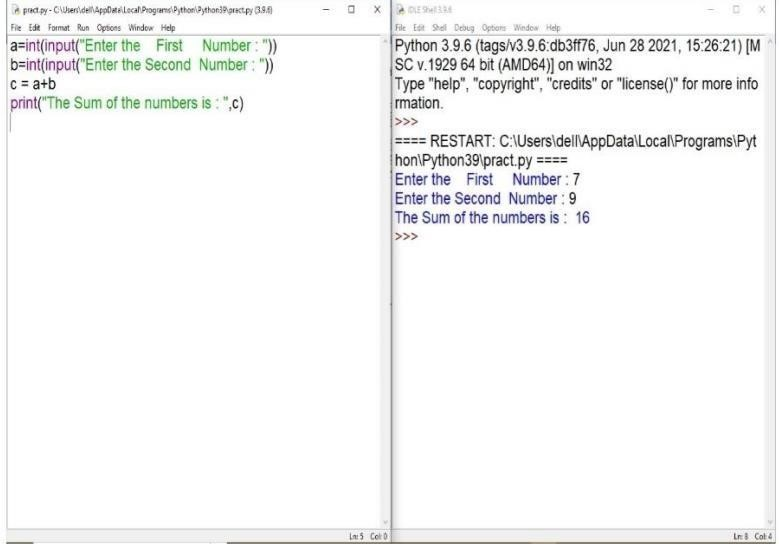 pract.py - C:\Users\dell\AppData\Local\Programs\Python\Python39\pract.py (3.9.6)
File Edit Format Run Options Window Help
a=int(input("Enter the    First     Number : "))
b=int(input("Enter the Second  Number : "))
c = a+b
print("The Sum of the numbers is : ",c)
Ln: 5 Col: 0
IDLE Shell 3.9.6
File Edit Shell Debug Options Window Help
Python 3.9.6 (tags/v3.9.6:db3ff76, Jun 28 2021, 15:26:21) [M
SC v.1929 64 bit (AMD64)] on win32
Type "help", "copyright", "credits" or "license()" for more info
rmation.
>>>
==== RESTART: C:\Users\dell\AppData\Local\Programs\Pyt
hon\Python39\pract.py ====
Enter the    First     Number : 7
Enter the Second  Number : 9
The Sum of the numbers is :  16
>>>
Ln: 8 Col: 4